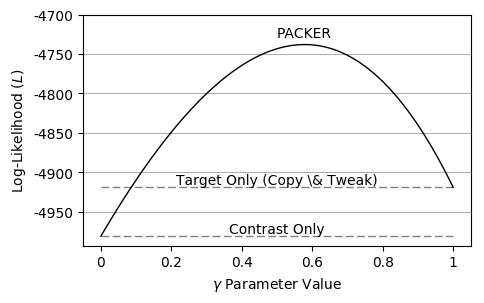 -4700
PACKER
-4750
-4800
-4850
-4900
Target Only (Copy \& Tweak)
-4950
Contrast Only
Log-Likelihood (L)
0 0.2 0.4 0.6 0.8 1
γ Parameter Value